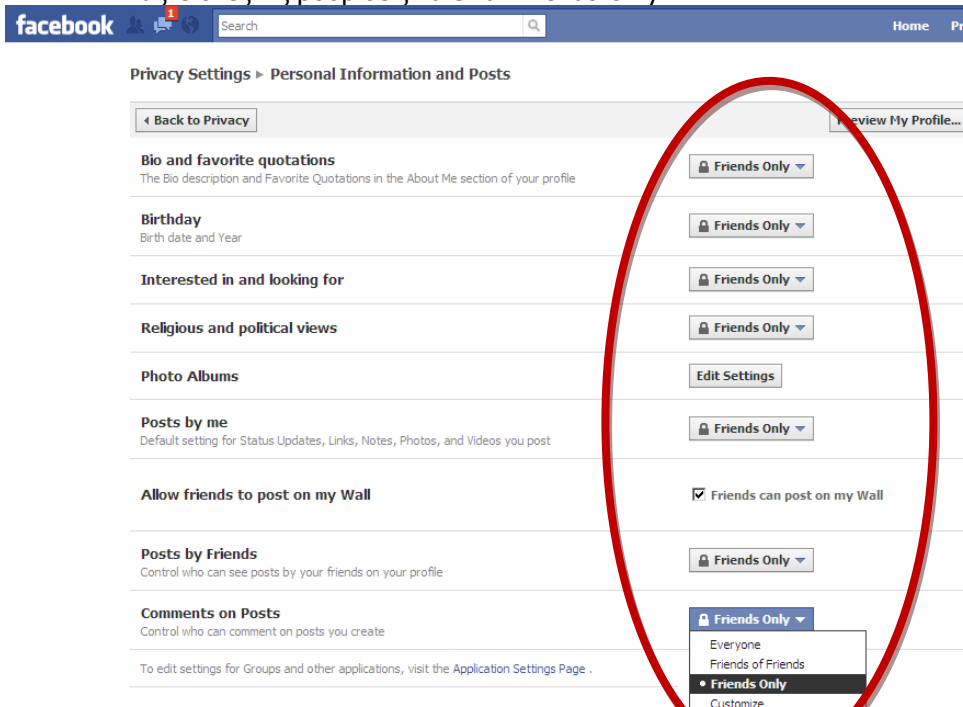 facebook 1 Search Home
Privacy Settings ▸ Personal Information and Posts
Back to Privacy Preview My Profile...
Bio and favorite quotations Friends Only
The Bio description and Favorite Quotations in the About Me section of your profile
Birthday Friends Only
Birth date and Year
Interested in and looking for Friends Only
Religious and political views Friends Only
Photo Albums Edit Settings
Posts by me Friends Only
Default setting for Status Updates, Links, Notes, Photos, and Videos you post
Allow friends to post on my Wall Friends can post on my Wall
Posts by Friends Friends Only
Control who can see posts by your friends on your profile
Comments on Posts Friends Only
Control who can comment on posts you create
Everyone
To edit settings for Groups and other applications, visit the Application Settings Page . Friends of Friends
• Friends Only
Customize